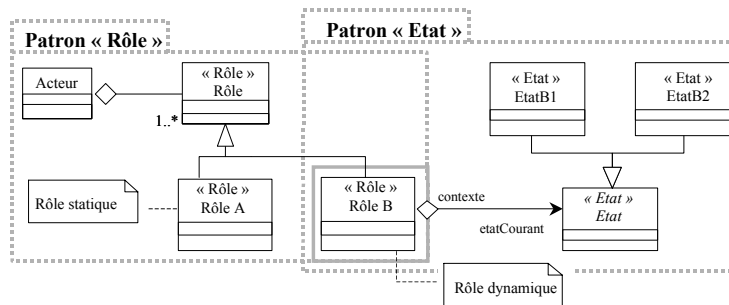 Patron « Rôle »
Patron « Etat »
Acteur
« Rôle »
Rôle
1..*
« Etat »
EtatB1
« Etat »
EtatB2
Rôle statique
« Rôle »
Rôle A
« Rôle »
Rôle B
contexte
etatCourant
« Etat »
Etat
Rôle dynamique